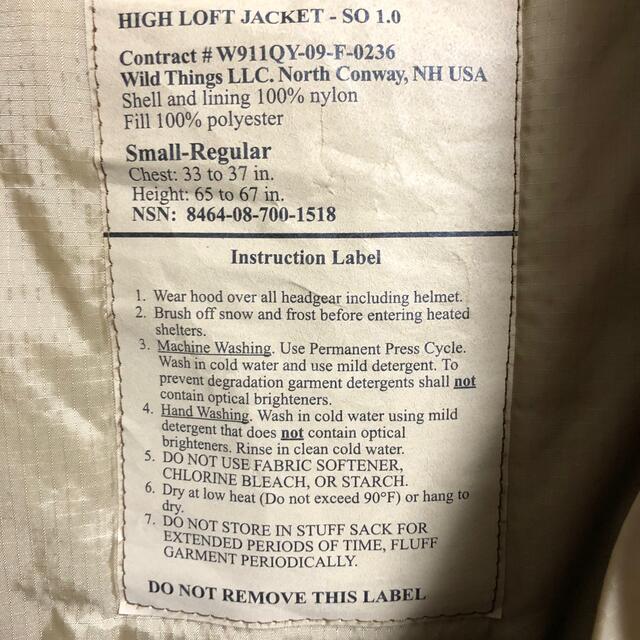 HIGH LOFT JACKET - SO 1.0
Contract # W911QY-09-F-0236
Wild Things LLC. North Conway, NH USA
Shell and lining 100% nylon
Fill 100% polyester
Small-Regular
Chest: 33 to 37 in.
Height: 65 to 67 in.
NSN: 8464-08-700-1518
Instruction Label
1. Wear hood over all headgear including helmet.
2. Brush off snow and frost before entering heated
shelters.
3. Machine Washing. Use Permanent Press Cycle.
Wash in cold water and use mild detergent. To
prevent degradation garment detergents shall not
contain optical brighteners.
4. Hand Washing. Wash in cold water using mild
detergent that does not contain optical
brighteners. Rinse in clean cold water.
5. DO NOT USE FABRIC SOFTENER,
CHLORINE BLEACH, OR STARCH.
6. Dry at low heat (Do not exceed 90°F) or hang to
dry.
7. DO NOT STORE IN STUFF SACK FOR
EXTENDED PERIODS OF TIME, FLUFF
GARMENT PERIODICALLY.
DO NOT REMOVE THIS LABEL